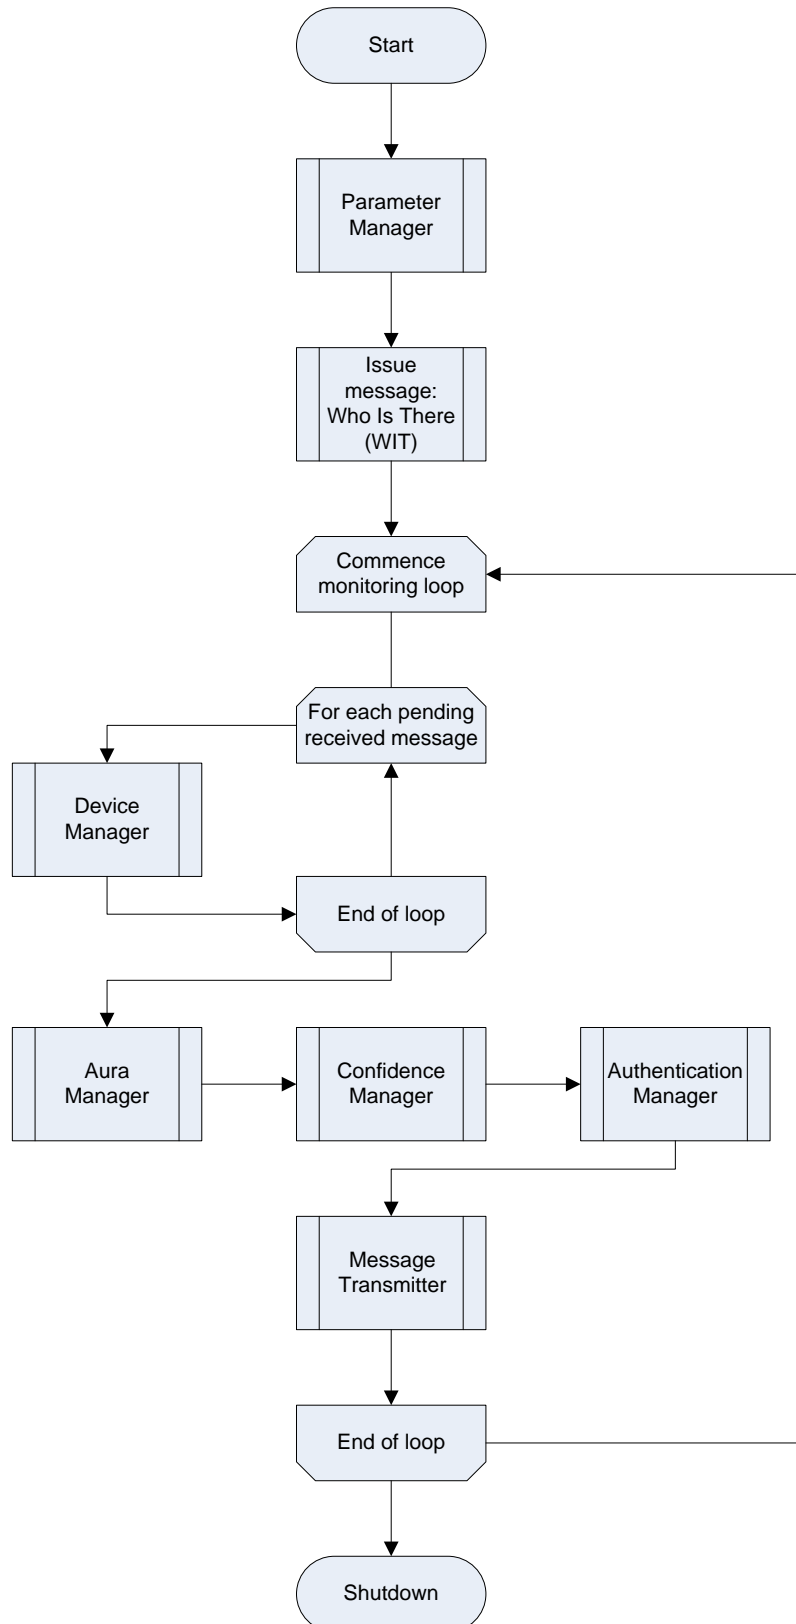 Start
Parameter
Manager
Issue
message:
Who Is There
(WIT)
Commence
monitoring loop
For each pending
received message
Device
Manager
End of loop
Aura
Manager
Confidence
Manager
Authentication
Manager
Message
Transmitter
End of loop
Shutdown